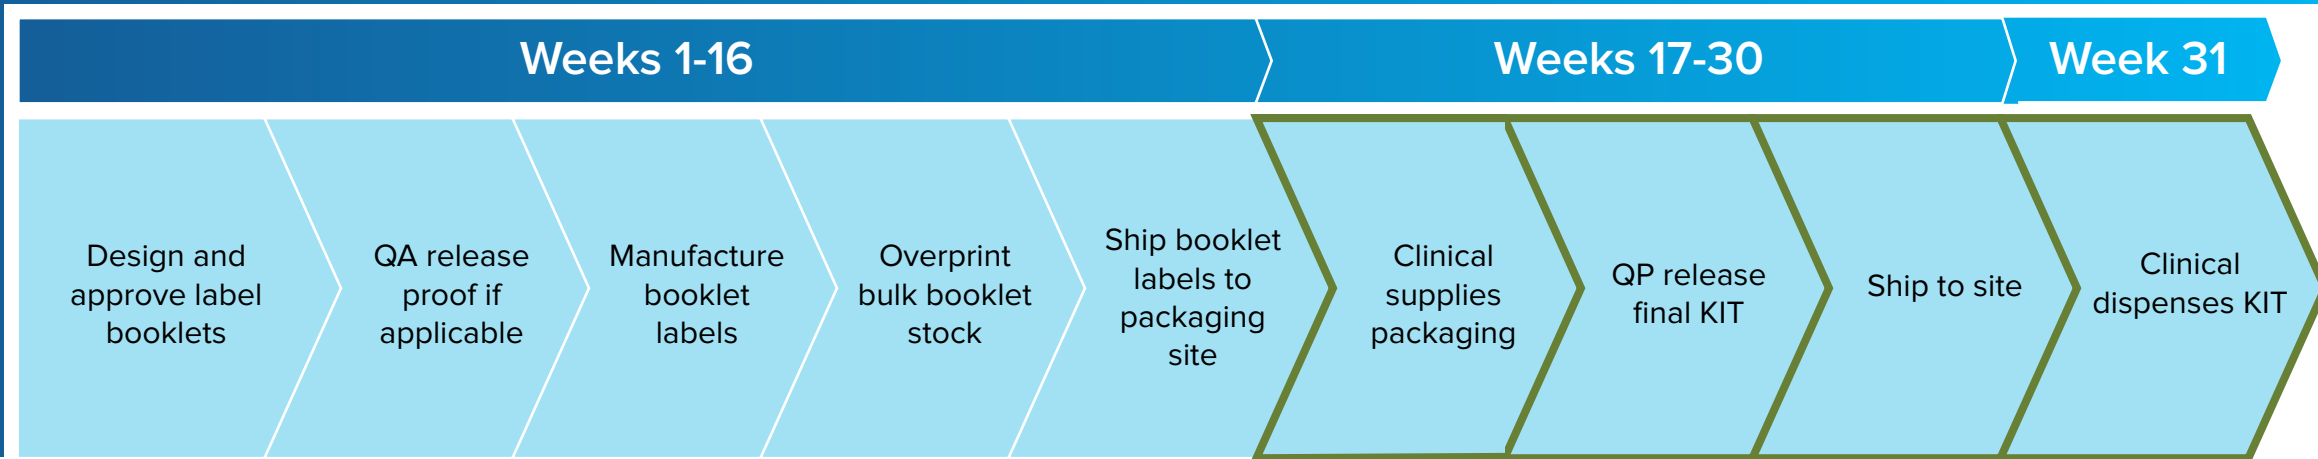 Weeks 1-16
Weeks 17-30
Week 31
Design and
approve label
booklets
QA release
proof if
applicable
Manufacture
booklet
labels
Overprint
bulk booklet
stock
Ship booklet
labels to
packaging
site
Clinical
supplies
packaging
QP release
final KIT
Ship to site
Clinical
dispenses KIT